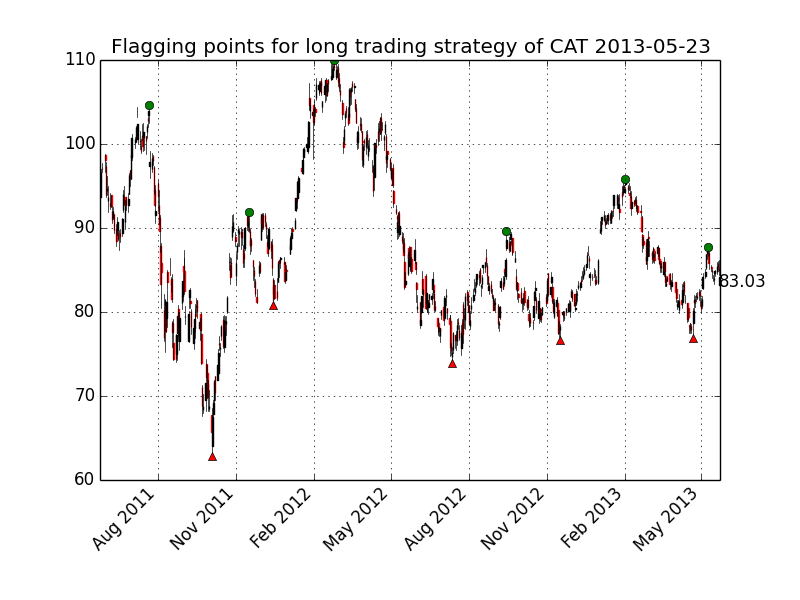 Flagging points for long trading strategy of CAT 2013-05-23
110
100
90
80
70
60
83.03
Aug 2011
Nov 2011
Feb 2012
May 2012
Aug 2012
Nov 2012
Feb 2013
May 2013